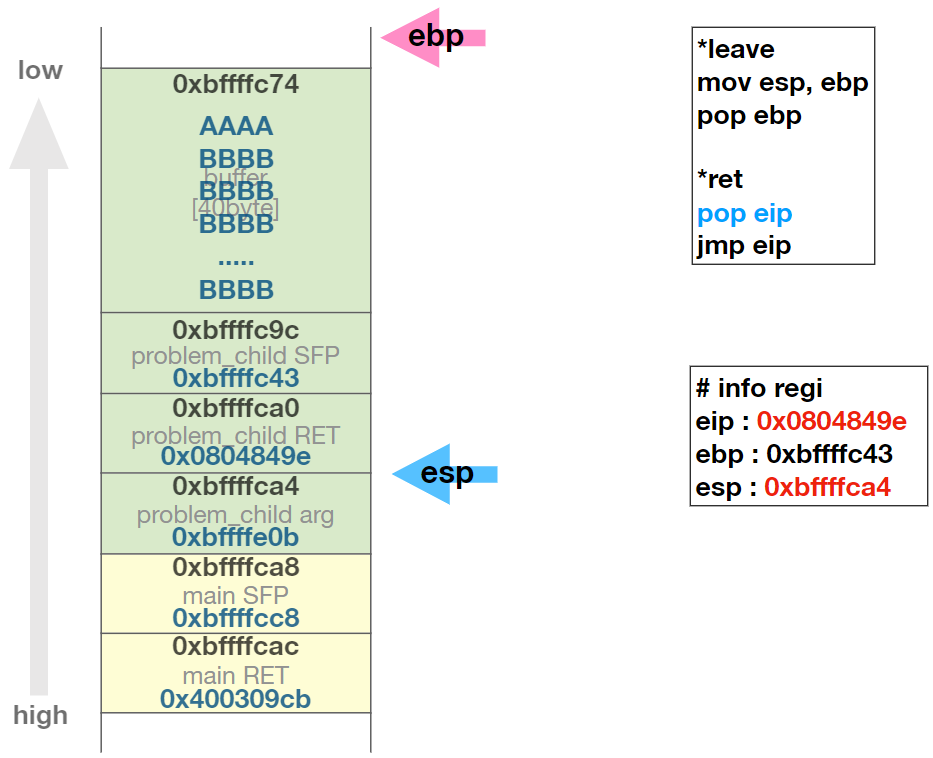 ebp
low
0xbffffc74
AAAA
BBBB
buffer
BBBB
[40byte]
BBBB
.....
BBBB
0xbffffc9c
problem_child SFP
0xbffffc43
0xbffffca0
problem_child RET
0x0804849e
esp
0xbffffca4
problem_child arg
0xbffffe0b
0xbffffca8
main SFP
0xbffffcc8
0xbffffcac
main RET
0x400309cb
high
*leave
mov esp, ebp
pop ebp
*ret
pop eip
jmp eip
# info regi
eip : 0x0804849e
ebp : 0xbffffc43
esp : 0xbffffca4